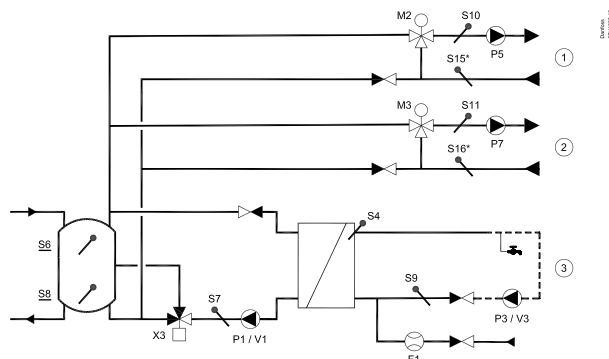 M2
S10
Danfoss
P5
1
S15*
M3
S11
P7
2
S16*
S4
S6
S9
3
S8
S7
X3
P1 / V1
P3 / V3